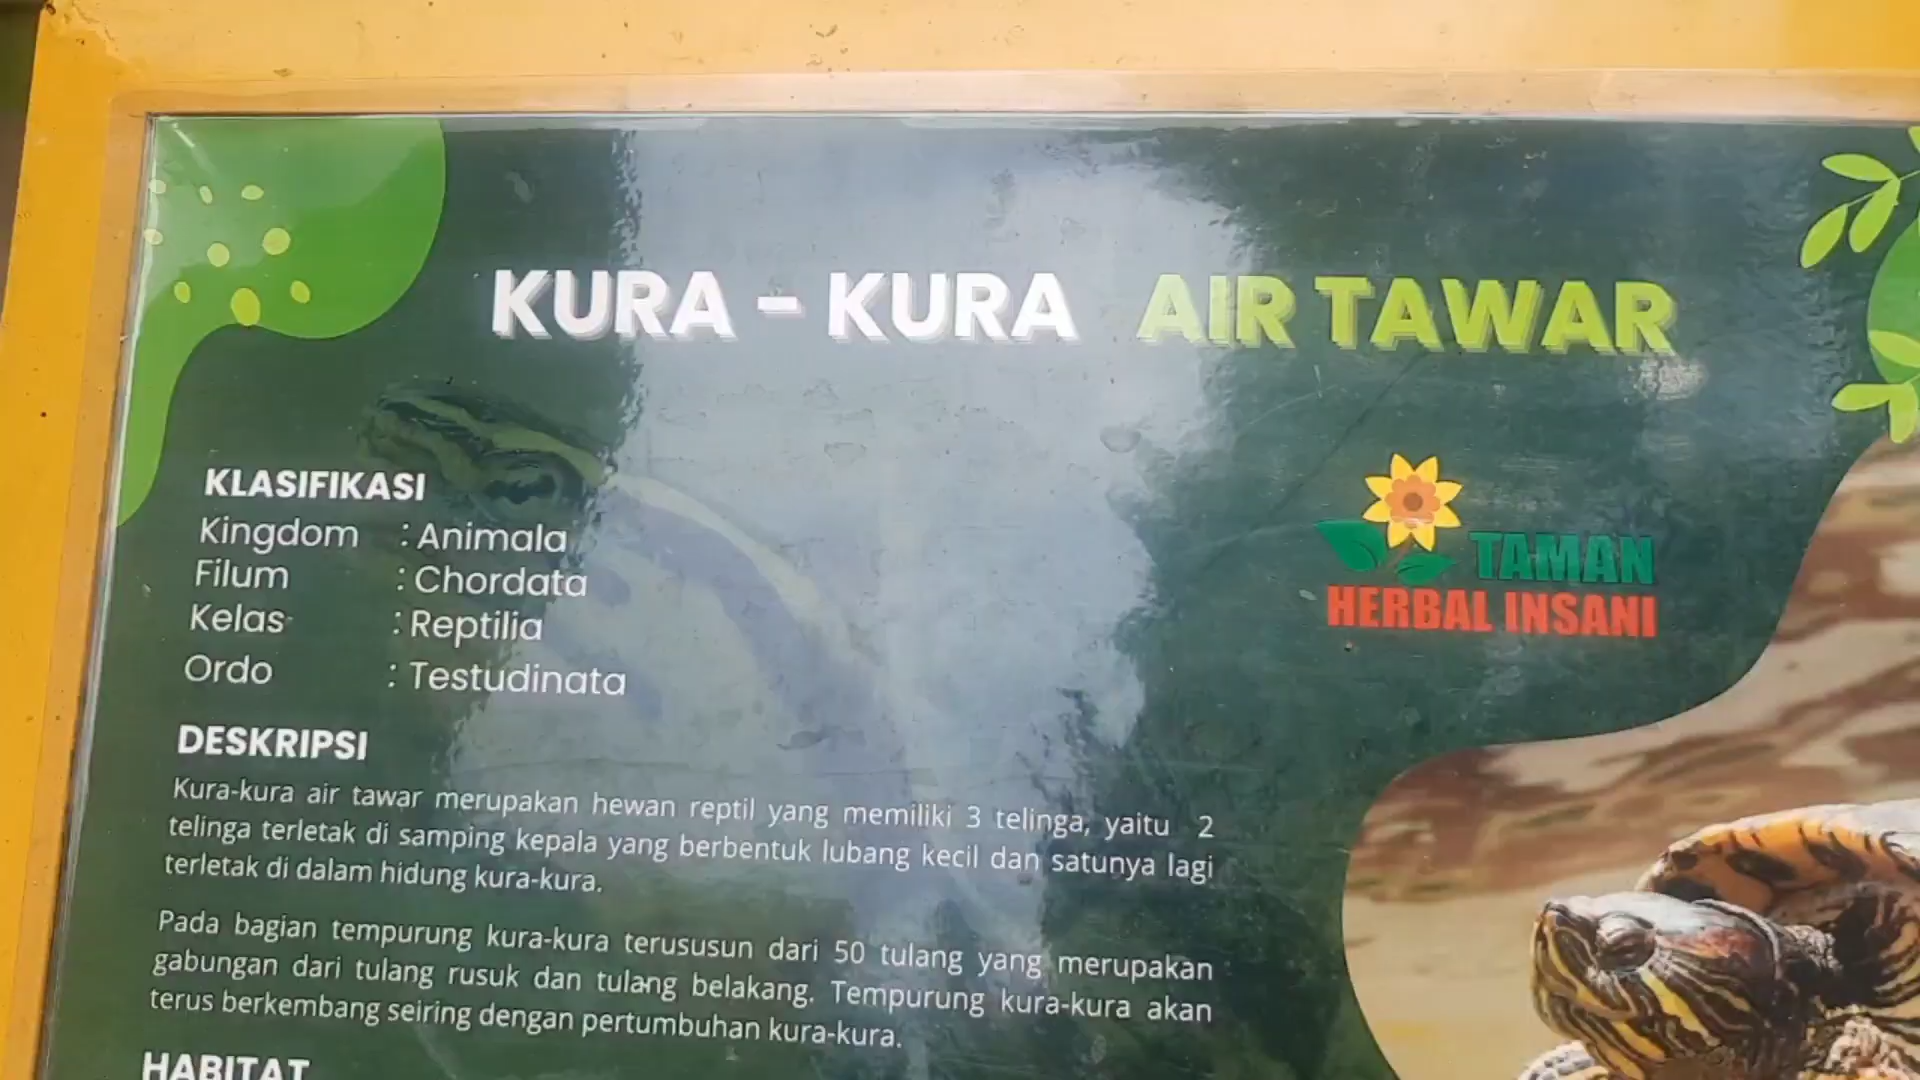 KURA - KURA AIR TAWAR
TAMAN
HERBAL INSANI
KLASIFIKASI
Kingdom : Animala
Filum : Chordata
Kelas : Reptilia
Ordo : Testudinata
DESKRIPSI
Kura-kura air tawar merupakan hewan reptil yang memiliki 3 telinga, yaitu 2
telinga terletak di samping kepala yang berbentuk lubang kecil dan satunya lagi
terletak di dalam hidung kura-kura.
Pada bagian tempurung kura-kura terususun dari 50 tulang yang merupakan
gabungan dari tulang rusuk dan tulang belakang. Tempurung kura-kura akan
terus berkembang seiring dengan pertumbuhan kura-kura.
HABITAT